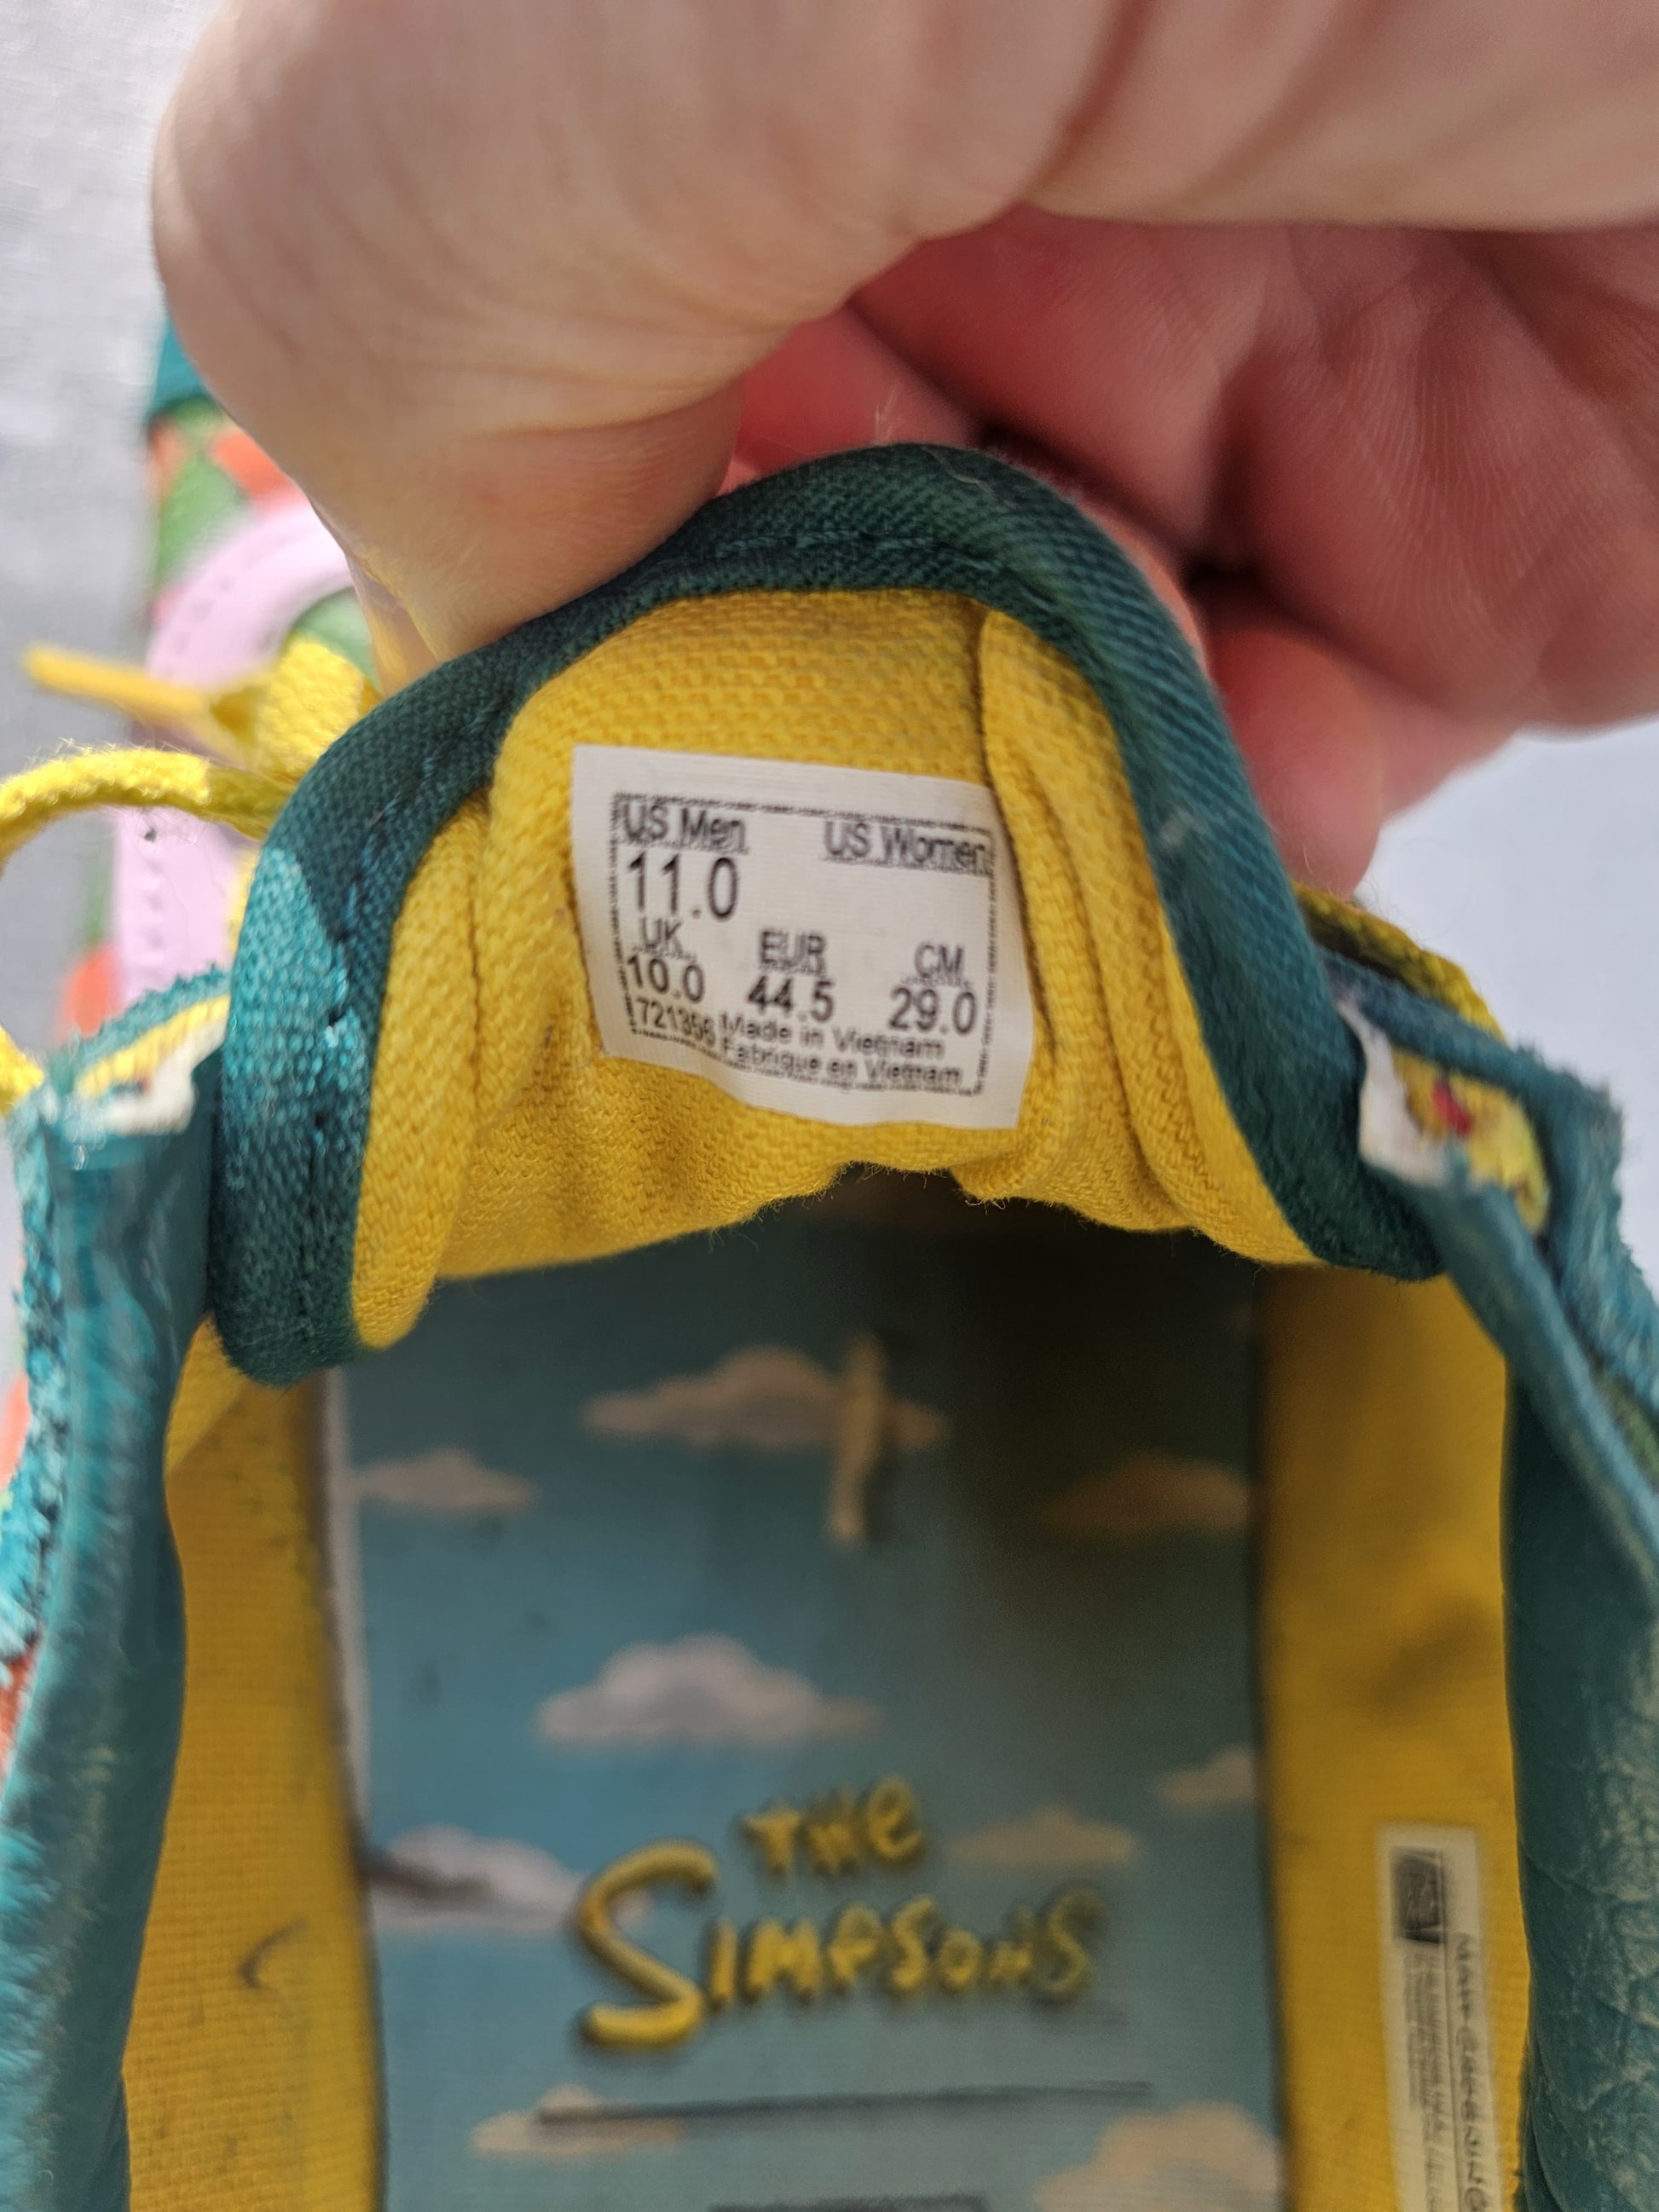 US Men US Women
11.0
UK EUR CM
10.0 44.5 29.0
721356 Made in Vietnam
Fabrique en Vietnam
THE
SIMPSONS